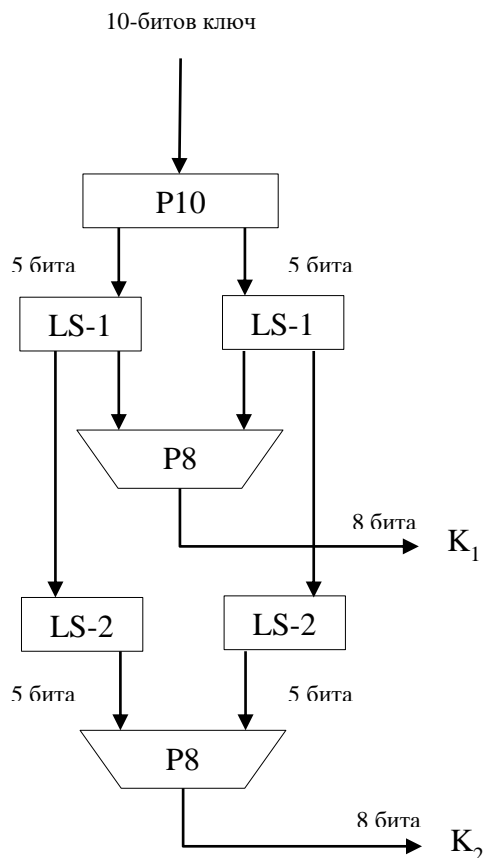 10-битов ключ
P10
5 бита
5 бита
LS-1
LS-1
P8
8 бита
K1
LS-2
LS-2
5 бита
5 бита
P8
8 бита
K2